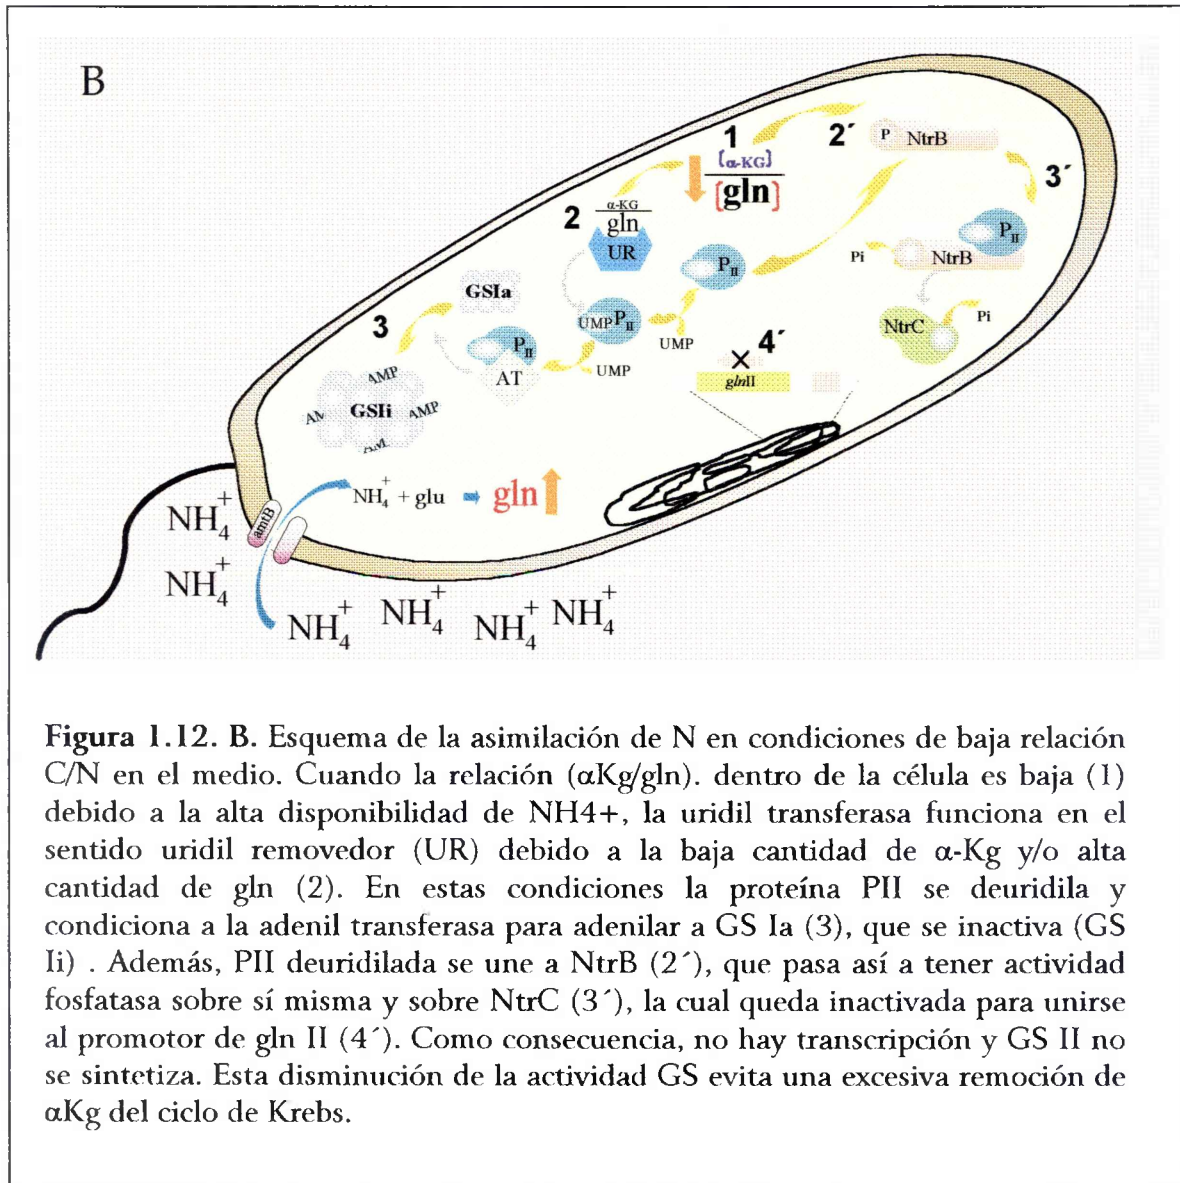 B
1
[α-KG]
[gln]
2´
P NtrB
3´
2
α-KG
gln
UR
P II
P II
Pi
NtrB
NtrC
Pi
GSIa
3
UMP P II
UMP
UMP
P II
AT
4´
X
glnII
AMP
GSIi
AMP
NH4+ + glu
gln
amtB
NH4+
NH4+
NH4+
NH4+
NH4+
NH4+
Figura 1.12. B. Esquema de la asimilación de N en condiciones de baja relación
C/N en el medio. Cuando la relación (αKg/gln). dentro de la célula es baja (1)
debido a la alta disponibilidad de NH4+, la uridil transferasa funciona en el
sentido uridil removedor (UR) debido a la baja cantidad de α-Kg y/o alta
cantidad de gln (2). En estas condiciones la proteína PII se deuridila y
condiciona a la adenil transferasa para adenilar a GS Ia (3), que se inactiva (GS
Ii) . Además, PII deuridilada se une a NtrB (2´), que pasa así a tener actividad
fosfatasa sobre sí misma y sobre NtrC (3´), la cual queda inactivada para unirse
al promotor de gln II (4´). Como consecuencia, no hay transcripción y GS II no
se sintetiza. Esta disminución de la actividad GS evita una excesiva remoción de
αKg del ciclo de Krebs.